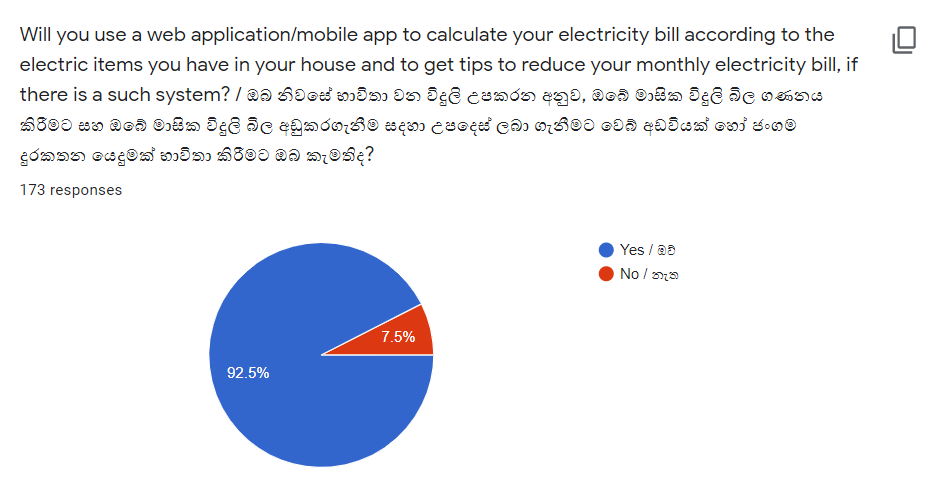 Will you use a web application/mobile app to calculate your electricity bill according to the
electric items you have in your house and to get tips to reduce your monthly electricity bill, if
there is a such system? / ඔබ නිවසේ භාවිතා වන විදුලි උපකරන අනුව, ඔබේ මාසික විදුලි බිල ගණනය
කිරීමට සහ ඔබේ මාසික විදුලි බිල අඩුකරගැනීම සදහා උපදෙස් ලබා ගැනීමට වෙබ් අඩවියක් හෝ ජංගම
දුරකතන යෙදුමක් භාවිතා කිරීමට ඔබ කැමතිද?
173 responses
Yes / ඔව්
No / නැත
7.5%
92.5%